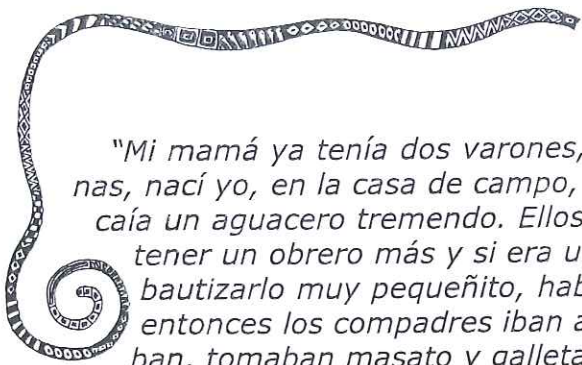 "Mi mamá ya tenía dos varones,
nas, nací yo, en la casa de campo,
caía un aguacero tremendo. Ellos
tener un obrero más y si era u
bautizarlo muy pequeñito, hab
entonces los compadres iban a
ban, tomaban masato y galleta